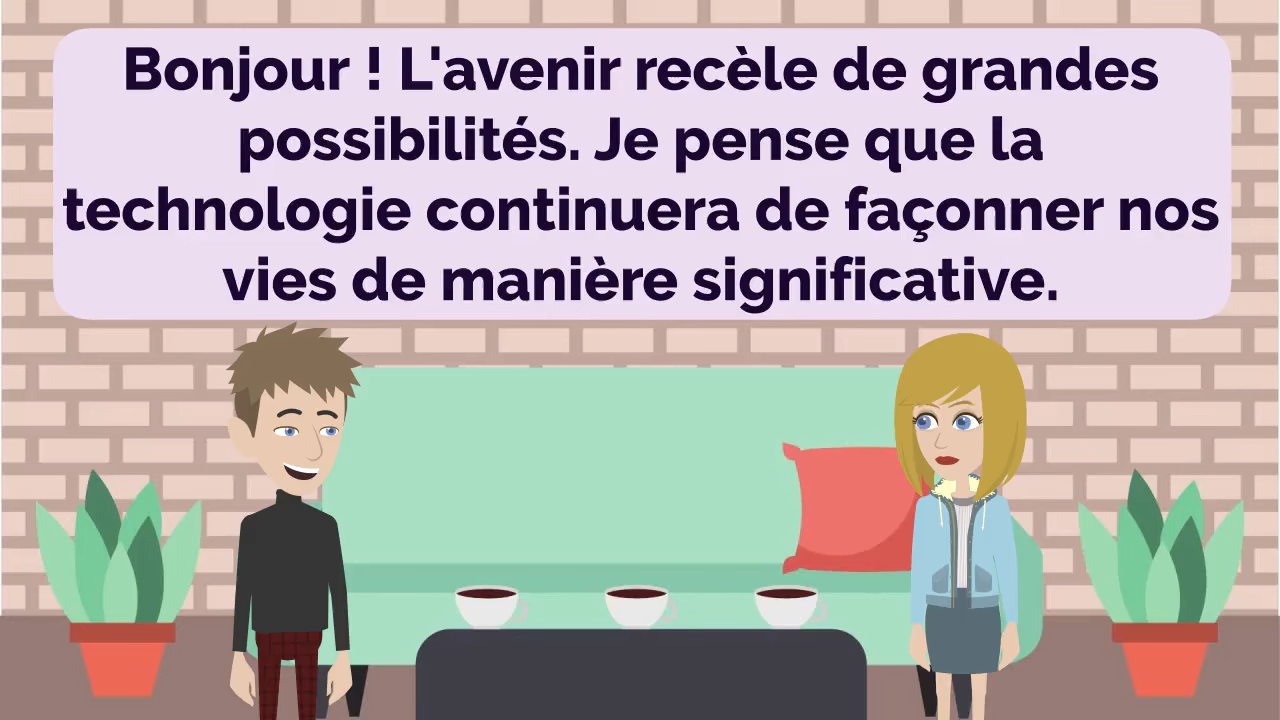 Bonjour ! L'avenir recèle de grandes
possibilités. Je pense que la
technologie continuera de façonner nos
vies de manière significative.